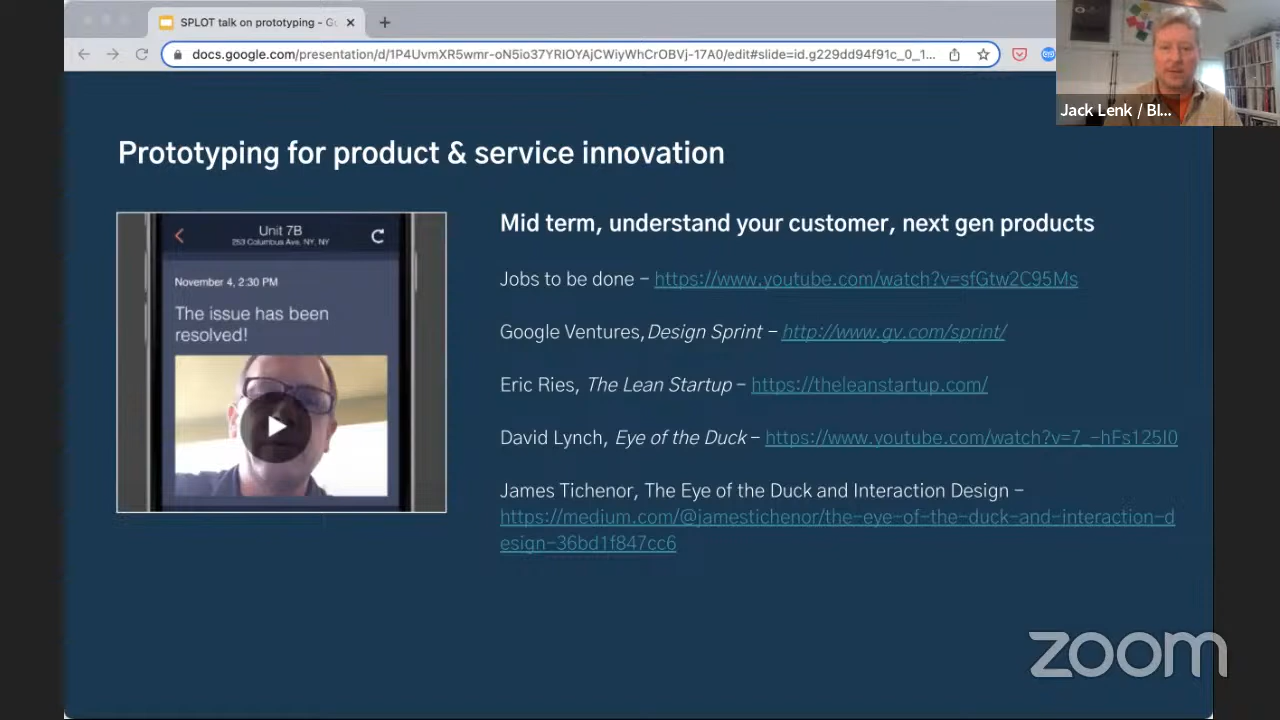 SPLOT talk on prototyping - G
docs.google.com/presentation/d/1P4UvmXR5wmr-oN5io37YRIOYAjCWiyWhCrOBVj-17A0/edit#slide=id.g229dd94f91c_0_1...
Jack Lenk / Bl...
Prototyping for product & service innovation
Unit 7B
253 Columbus Ave. NY, NY
November 4, 2:30 PM
The issue has been
resolved!
Mid term, understand your customer, next gen products
Jobs to be done – https://www.youtube.com/watch?v=sfGtw2C95Ms
Google Ventures,Design Sprint – http://www.gv.com/sprint/
Eric Ries, The Lean Startup – https://theleanstartup.com/
David Lynch, Eye of the Duck – https://www.youtube.com/watch?v=7_-hFs125I0
James Tichenor, The Eye of the Duck and Interaction Design –
https://medium.com/@jamestichenor/the-eye-of-the-duck-and-interaction-d
esign-36bd1f847cc6
zoom